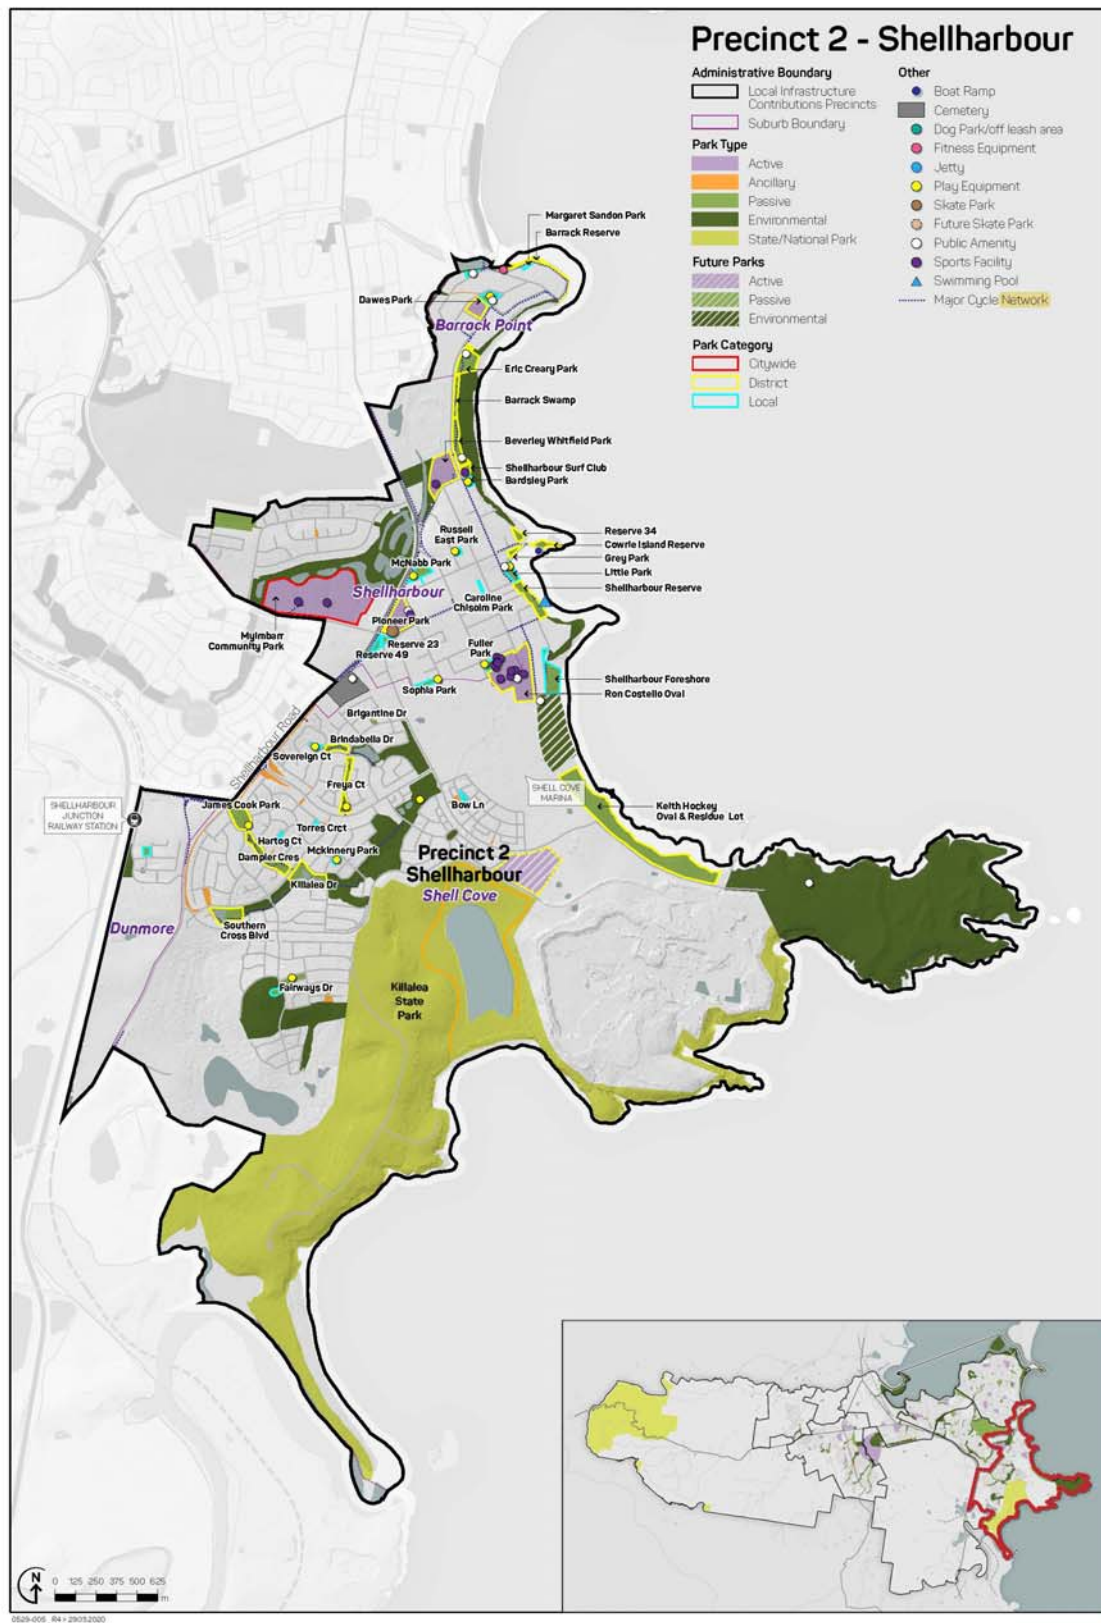 Precinct 2 - Shellharbour
Administrative Boundary
Local Infrastructure
Contributions Precincts
Suburb Boundary
Park Type
Active
Ancillary
Passive
Environmental
State/National Park
Future Parks
Active
Passive
Environmental
Park Category
Citywide
District
Local
Other
Boat Ramp
Cemetery
Dog Park/off leash area
Fitness Equipment
Jetty
Play Equipment
Skate Park
Future Skate Park
Public Amenity
Sports Facility
Swimming Pool
Major Cycle Network
Margaret Sandon Park
Barrack Reserve
Dawes Park
Barrack Point
Eric Creary Park
Barrack Swamp
Beverley Whitfield Park
Shellharbour Surf Club
Bardsley Park
Russell
East Park
Reserve 34
Cowrie Island Reserve
Grey Park
Little Park
Shellharbour Reserve
McNabb Park
Shellharbour
Caroline
Chisolm Park
Pioneer Park
Myimbarr
Community Park
Reserve 23
Reserve 49
Fuller
Park
Sophia Park
Shellharbour Foreshore
Ron Costello Oval
Brigantine Dr
Shellharbour Road
Brindabella Dr
Sovereign Ct
Freya Ct
SHELL COVE
MARINA
Bow Ln
Keith Hockey
Oval & Residue Lot
SHELLHARBOUR
JUNCTION
RAILWAY STATION
James Cook Park
Torres Crct
Hartog Ct
McKinnery Park
Dampier Cres
Precinct 2
Shellharbour
Shell Cove
Killalea Dr
Dunmore
Southern
Cross Blvd
Fairways Dr
Killalea
State
Park
N
0 125 250 375 500 625
m
0529-005 R4 > 29.05.2020